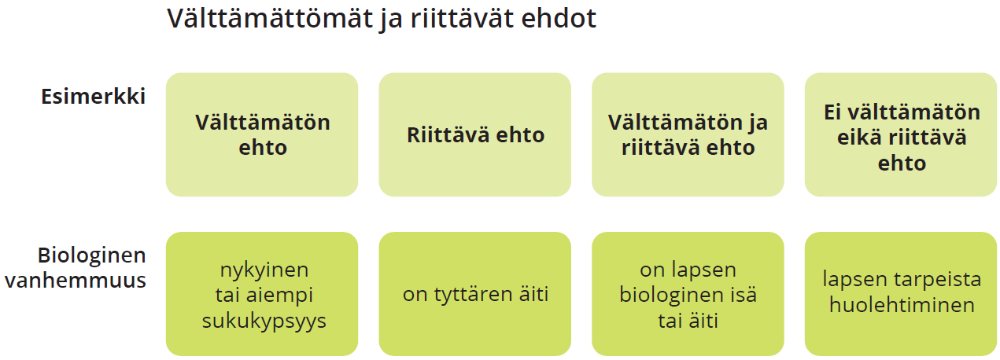 Välttämättömät ja riittävät ehdot
Esimerkki
Välttämätön
ehto
Riittävä ehto
Välttämätön ja
riittävä ehto
Ei välttämätön
eikä riittävä
ehto
Biologinen
vanhemmuus
nykyinen
tai aiempi
sukukypsyys
on tyttären äiti
on lapsen
biologinen isä
tai äiti
lapsen tarpeista
huolehtiminen